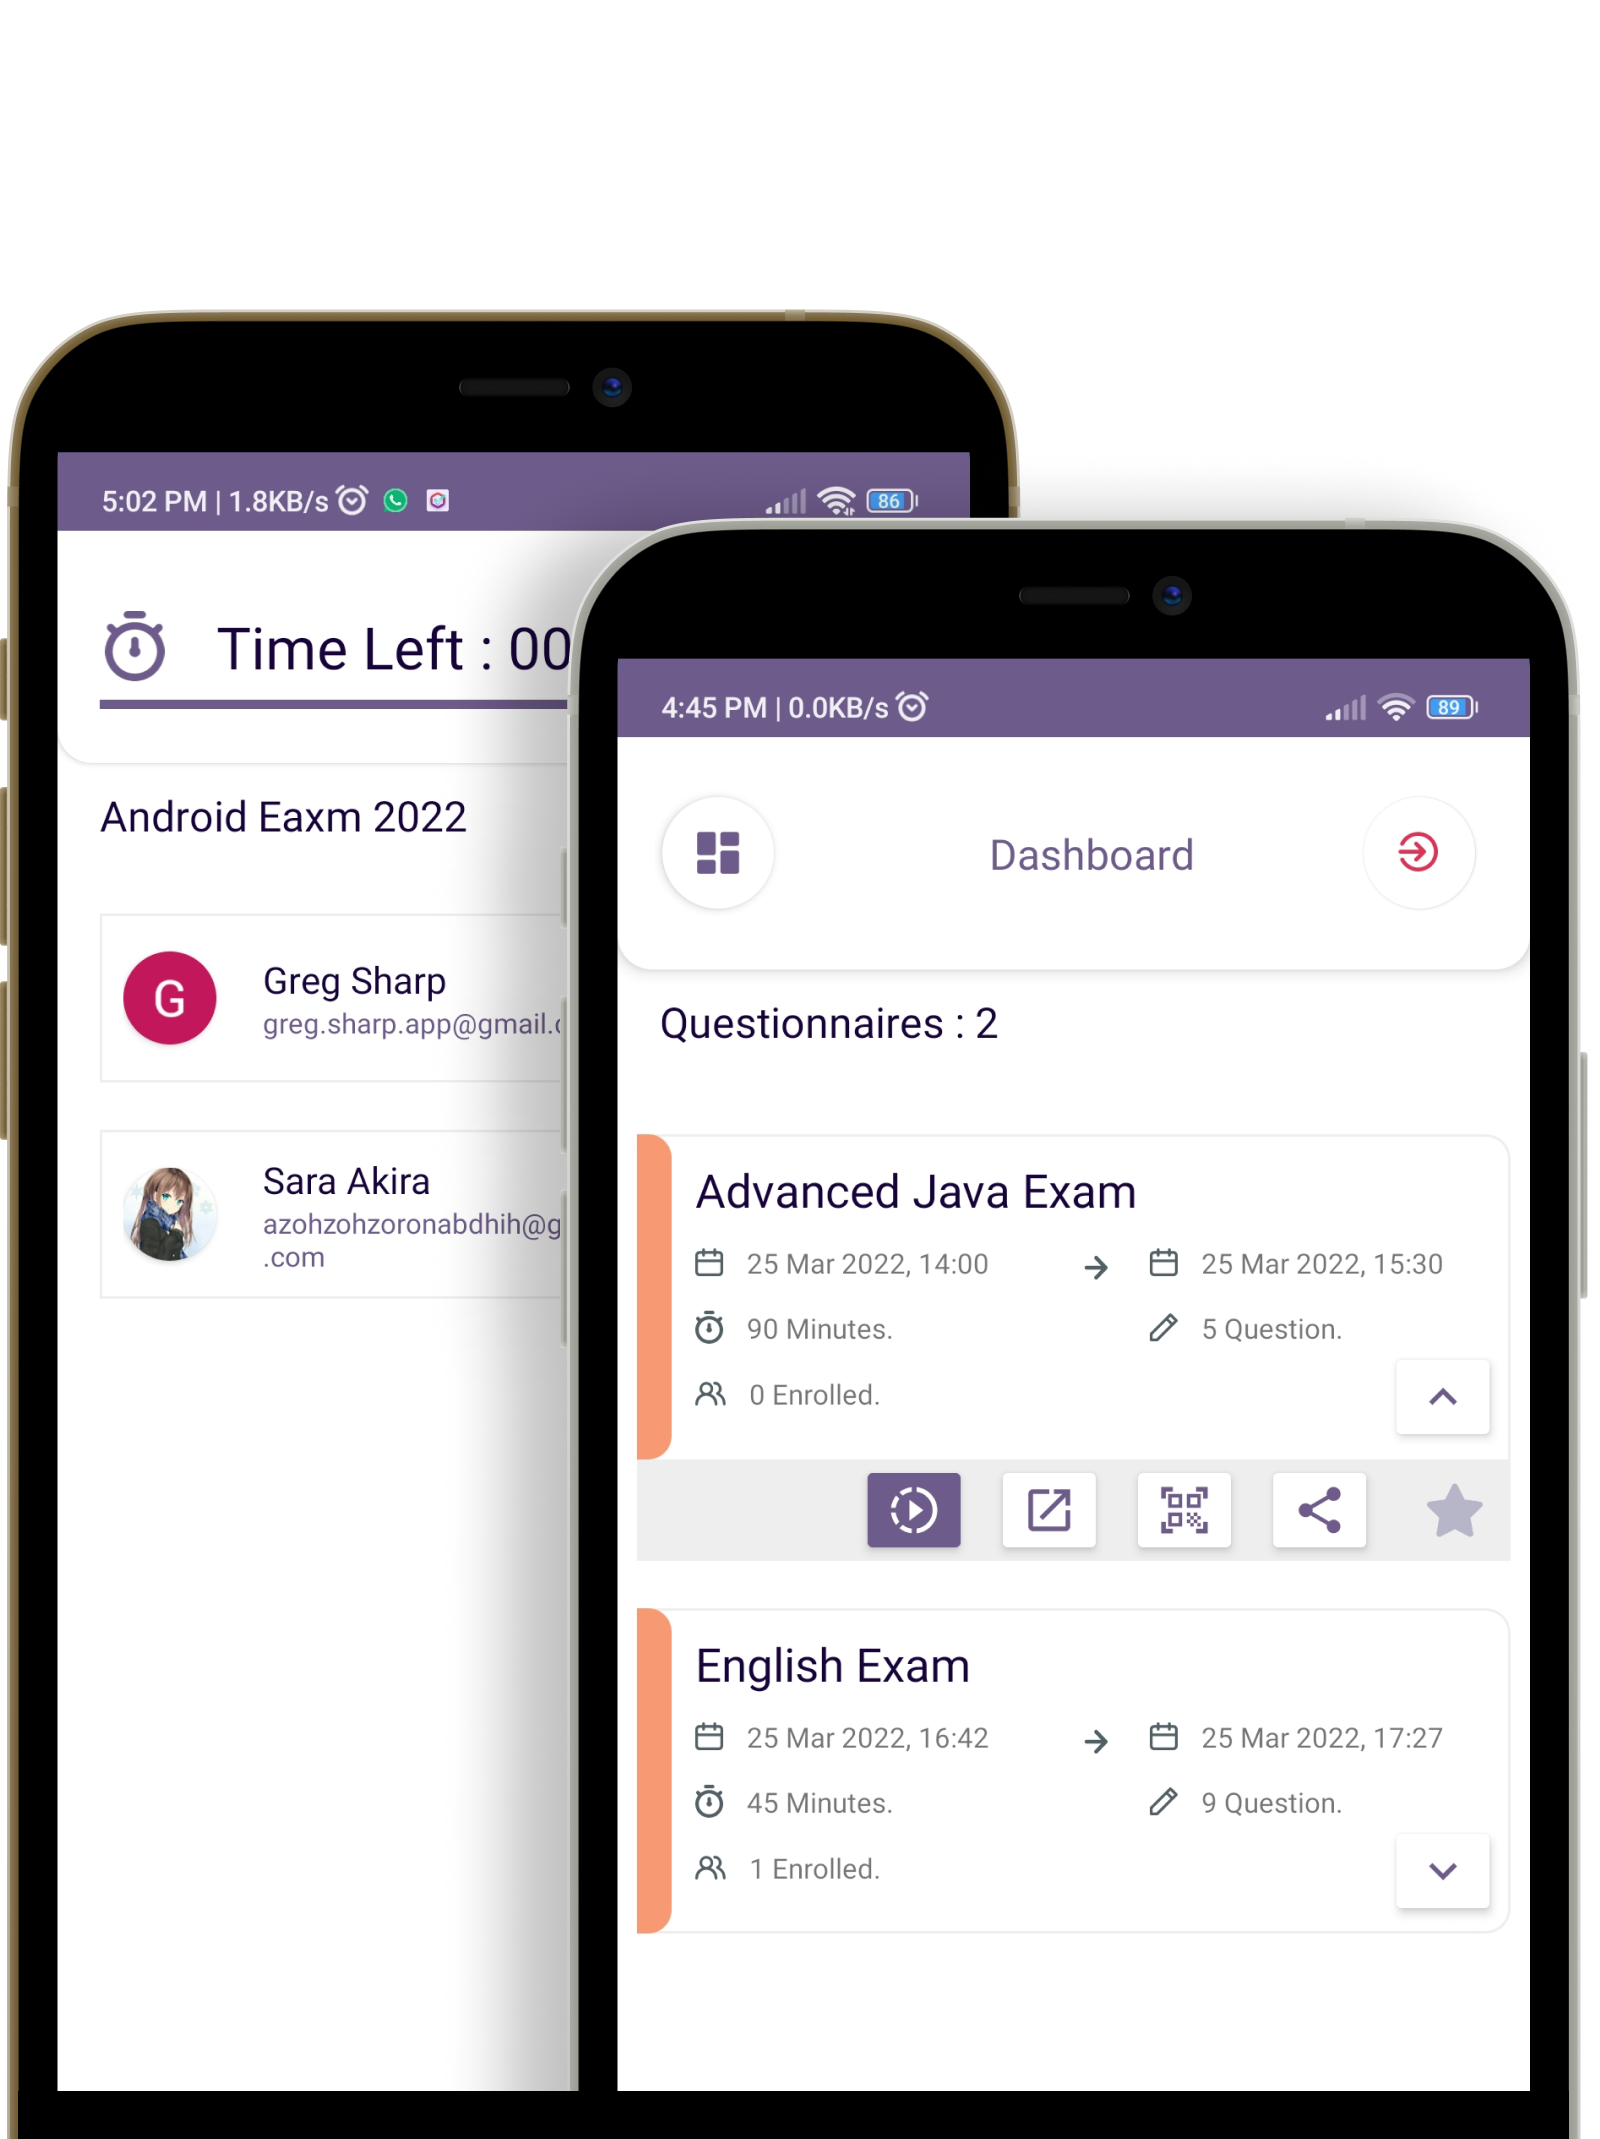 5:02 PM | 1.8KB/s
86
Time Left : 00
Android Eaxm 2022
G
Greg Sharp
greg.sharp.app@gmail.
Sara Akira
azohzohzoronabdhih@g
.com
4:45 PM | 0.0KB/s
89
Dashboard
Questionnaires : 2
Advanced Java Exam
25 Mar 2022, 14:00
25 Mar 2022, 15:30
90 Minutes.
5 Question.
0 Enrolled.
English Exam
25 Mar 2022, 16:42
25 Mar 2022, 17:27
45 Minutes.
9 Question.
1 Enrolled.